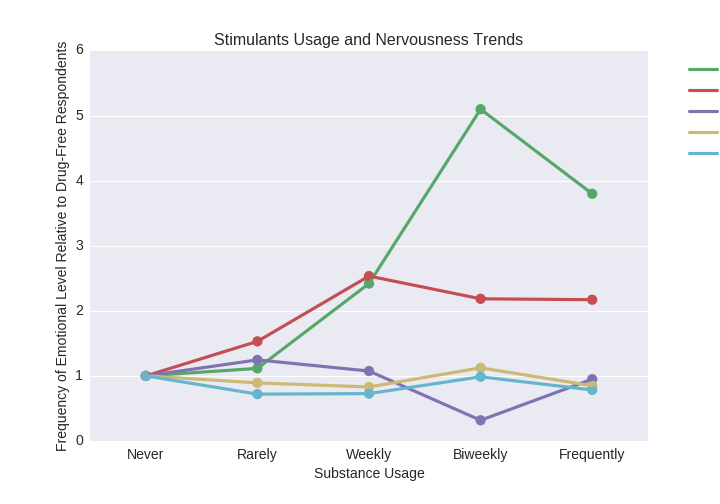 Stimulants Usage and Nervousness Trends
Frequency of Emotional Level Relative to Drug-Free Respondents
6
5
4
3
2
1
0
Never Rarely Weekly Biweekly Frequently
Substance Usage